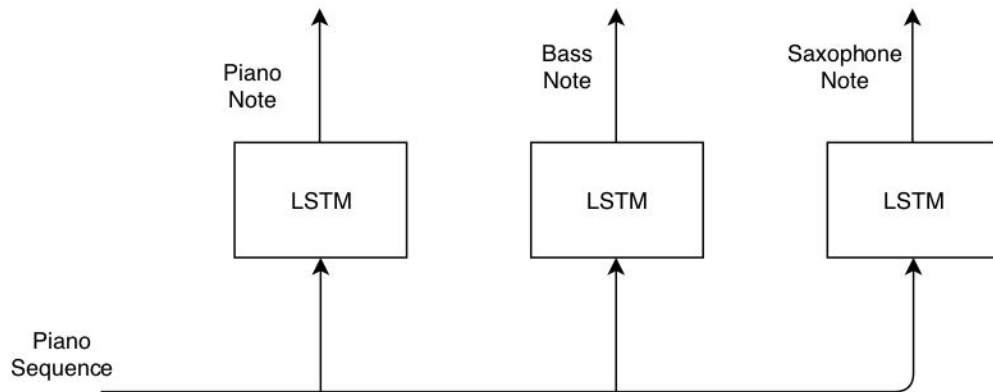 Piano
Note
Bass
Note
Saxophone
Note
LSTM
LSTM
LSTM
Piano
Sequence